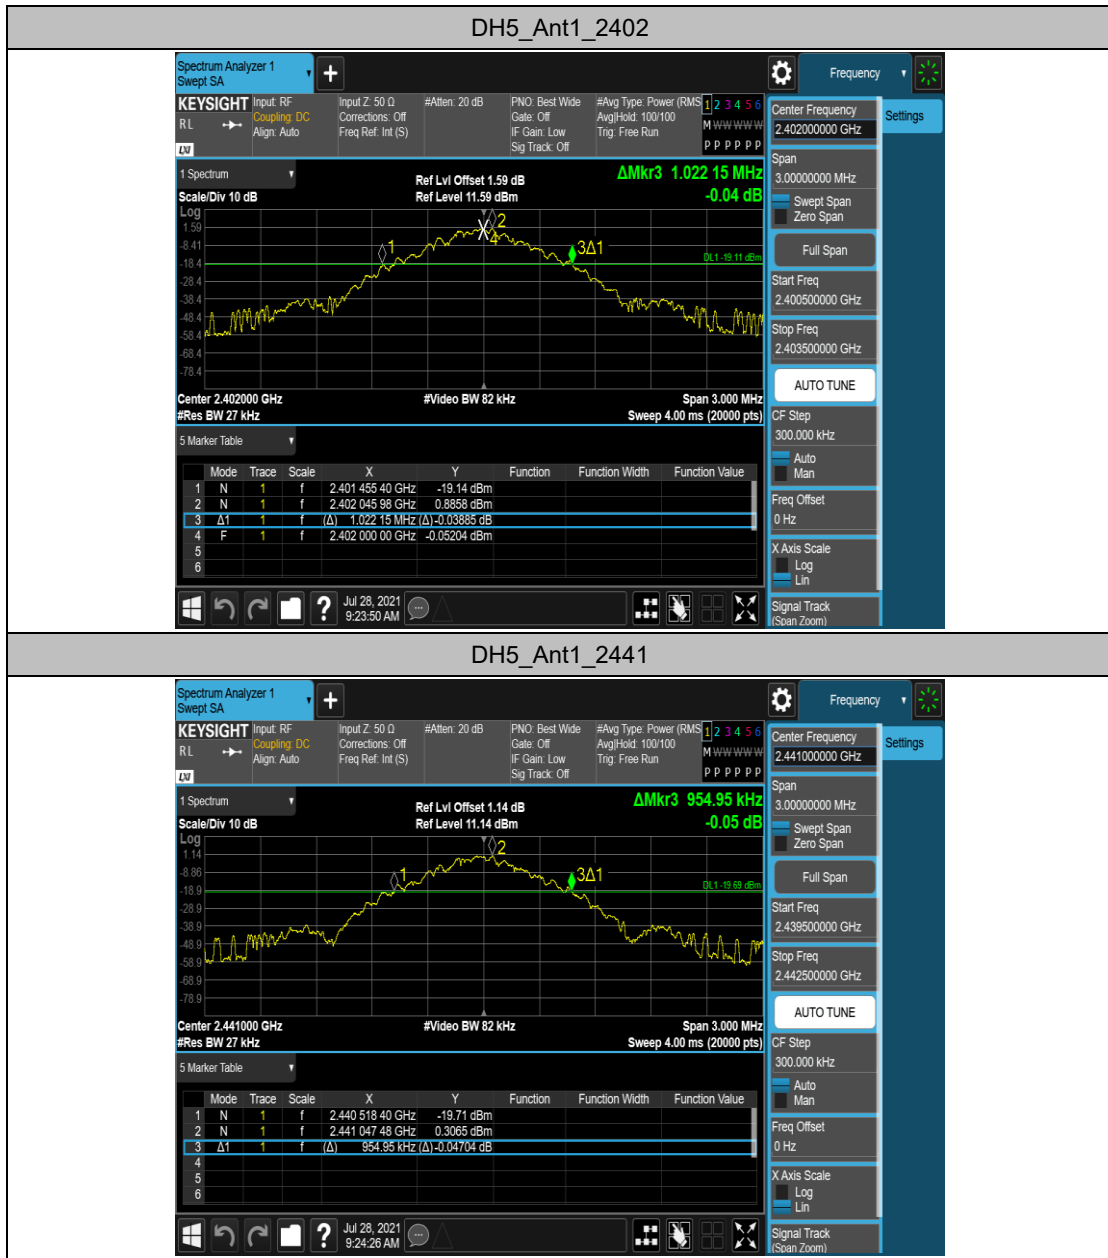 DH5_Ant1_2402
Spectrum Analyzer 1
Swept SA
+
Frequency
KEYSIGHT
RL
LXI
Input: RF
Coupling: DC
Align: Auto
Input Z: 50 Ω
Corrections: Off
Freq Ref: Int (S)
#Atten: 20 dB
PNO: Best Wide
Gate: Off
IF Gain: Low
Sig Track: Off
#Avg Type: Power (RMS
Avg|Hold: 100/100
Trig: Free Run
1 2 3 4 5 6
M W W W W W
P P P P P P
Center Frequency
2.402000000 GHz
Settings
Span
3.00000000 MHz
Swept Span
Zero Span
Full Span
Start Freq
2.400500000 GHz
Stop Freq
2.403500000 GHz
AUTO TUNE
CF Step
300.000 kHz
Auto
Man
Freq Offset
0 Hz
X Axis Scale
Log
Lin
Signal Track
(Span Zoom)
1 Spectrum
Scale/Div 10 dB
Ref Lvl Offset 1.59 dB
Ref Level 11.59 dBm
ΔMkr3 1.022 15 MHz
-0.04 dB
Log
1.59
-8.41
-18.4
-28.4
-38.4
-48.4
-58.4
-68.4
-78.4
1
2
4
3Δ1
DL1 -19.11 dBm
Center 2.402000 GHz
#Video BW 82 kHz
Span 3.000 MHz
#Res BW 27 kHz
Sweep 4.00 ms (20000 pts)
5 Marker Table
Mode Trace Scale X Y Function Function Width Function Value
1 N 1 f 2.401 455 40 GHz -19.14 dBm
2 N 1 f 2.402 045 98 GHz 0.8858 dBm
3 Δ1 1 f (Δ) 1.022 15 MHz (Δ) -0.03885 dB
4 F 1 f 2.402 000 00 GHz -0.05204 dBm
5
6
?
Jul 28, 2021
9:23:50 AM
DH5_Ant1_2441
Spectrum Analyzer 1
Swept SA
+
Frequency
KEYSIGHT
RL
LXI
Input: RF
Coupling: DC
Align: Auto
Input Z: 50 Ω
Corrections: Off
Freq Ref: Int (S)
#Atten: 20 dB
PNO: Best Wide
Gate: Off
IF Gain: Low
Sig Track: Off
#Avg Type: Power (RMS
Avg|Hold: 100/100
Trig: Free Run
1 2 3 4 5 6
M W W W W W
P P P P P P
Center Frequency
2.441000000 GHz
Settings
Span
3.00000000 MHz
Swept Span
Zero Span
Full Span
Start Freq
2.439500000 GHz
Stop Freq
2.442500000 GHz
AUTO TUNE
CF Step
300.000 kHz
Auto
Man
Freq Offset
0 Hz
X Axis Scale
Log
Lin
Signal Track
(Span Zoom)
1 Spectrum
Scale/Div 10 dB
Ref Lvl Offset 1.14 dB
Ref Level 11.14 dBm
ΔMkr3 954.95 kHz
-0.05 dB
Log
1.14
-8.86
-18.9
-28.9
-38.9
-48.9
-58.9
-68.9
-78.9
1
2
3Δ1
DL1 -19.69 dBm
Center 2.441000 GHz
#Video BW 82 kHz
Span 3.000 MHz
#Res BW 27 kHz
Sweep 4.00 ms (20000 pts)
5 Marker Table
Mode Trace Scale X Y Function Function Width Function Value
1 N 1 f 2.440 518 40 GHz -19.71 dBm
2 N 1 f 2.441 047 48 GHz 0.3065 dBm
3 Δ1 1 f (Δ) 954.95 kHz (Δ) -0.04704 dB
4
5
6
?
Jul 28, 2021
9:24:26 AM